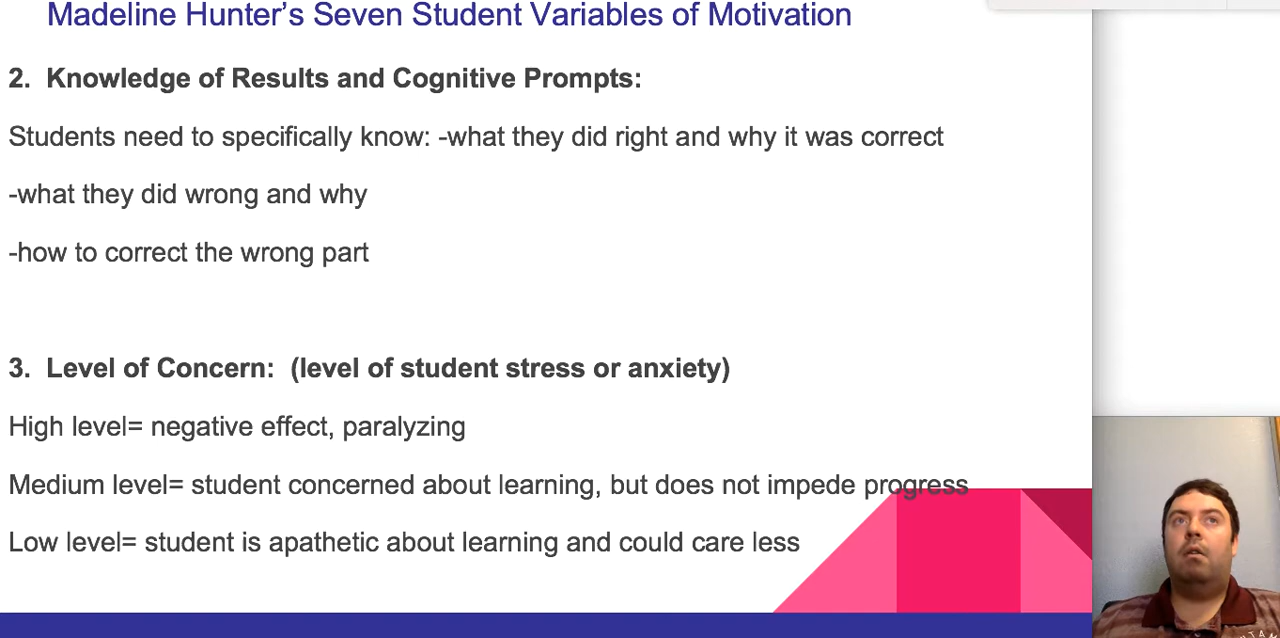 Madeline Hunter’s Seven Student Variables of Motivation
2. Knowledge of Results and Cognitive Prompts:
Students need to specifically know: -what they did right and why it was correct
-what they did wrong and why
-how to correct the wrong part
3. Level of Concern: (level of student stress or anxiety)
High level= negative effect, paralyzing
Medium level= student concerned about learning, but does not impede progress
Low level= student is apathetic about learning and could care less